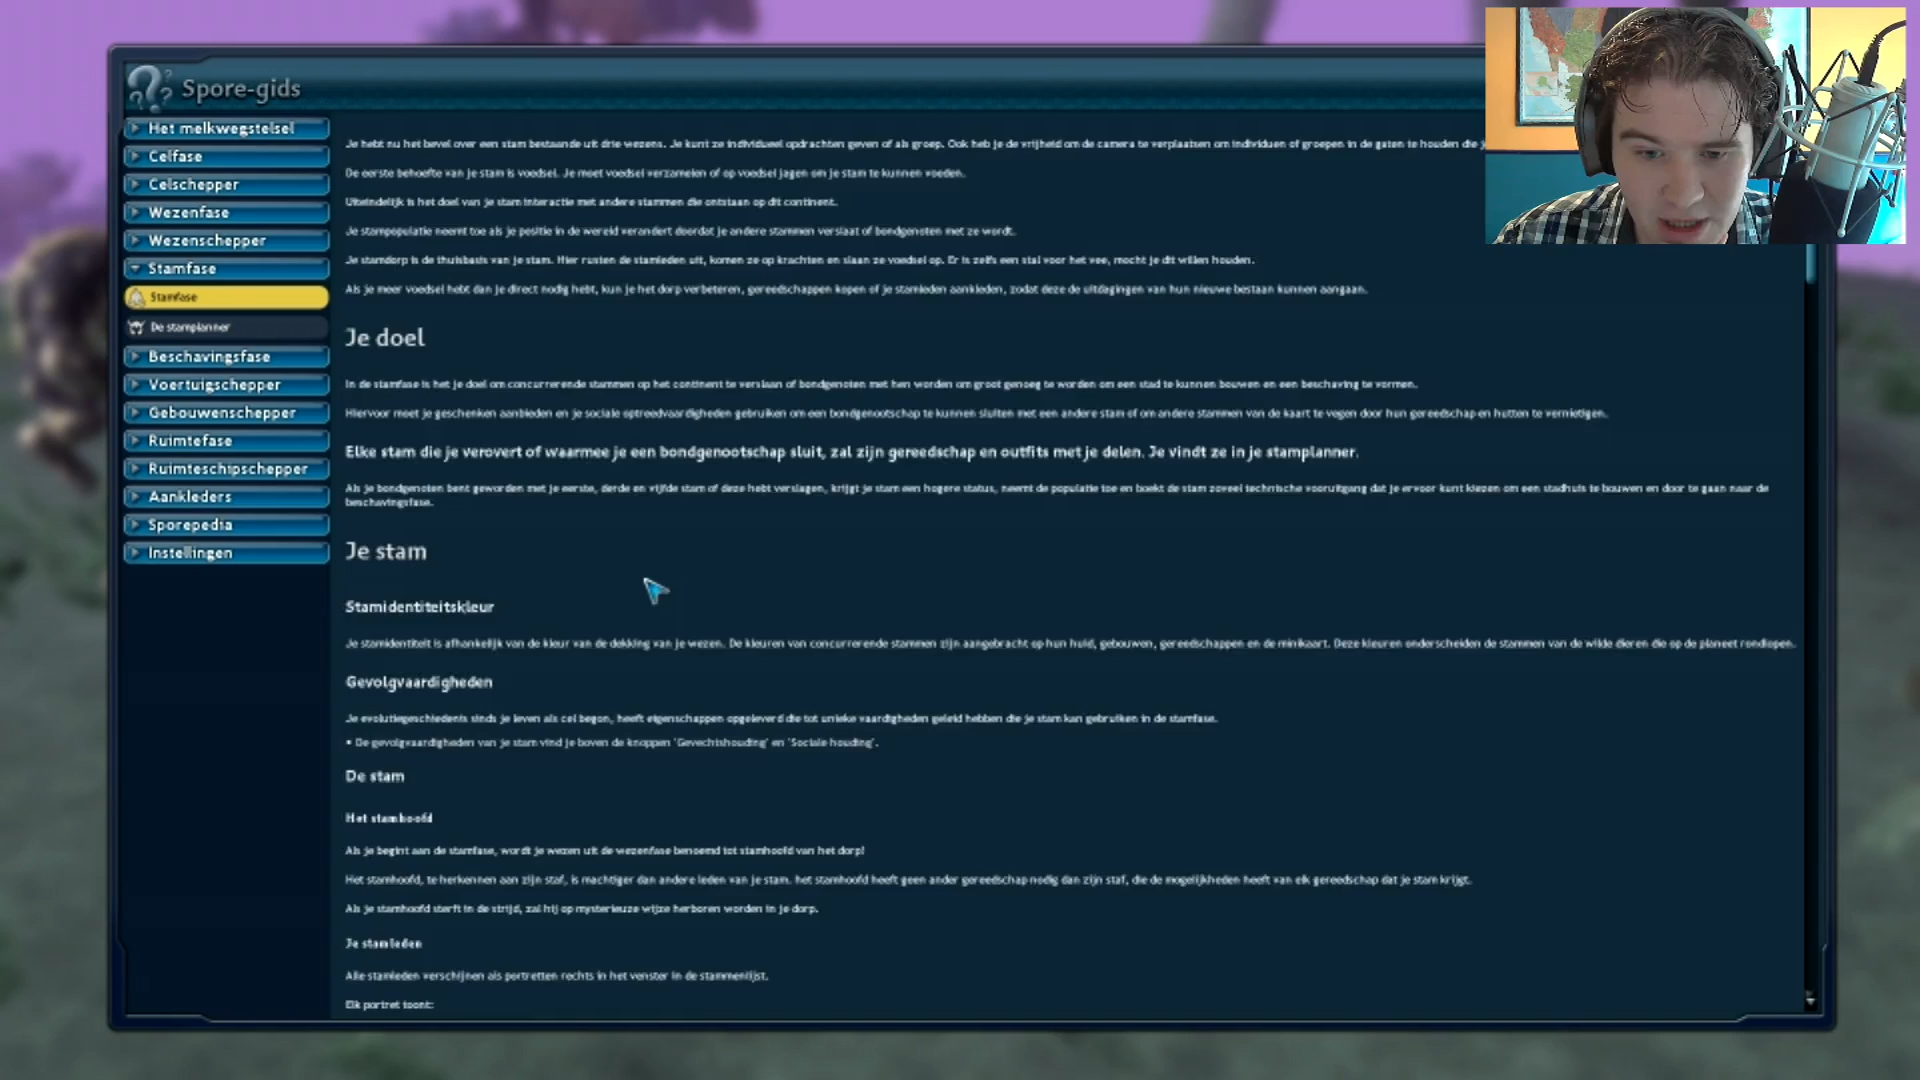 Spore-gids
Het melkwegstelsel
Celfase
Celschepper
Wezenfase
Wezenschepper
Stamfase
Stamfase
De stamplanner
Beschavingsfase
Voertuigschepper
Gebouwenschepper
Ruimtefase
Ruimteschipschepper
Aankleders
Sporepedia
Instellingen
Je hebt nu het bevel over een stam bestaande uit drie wezens. Je kunt ze individueel opdrachten geven of als groep. Ook heb je de vrijheid om de camera te verplaatsen om individuen of groepen in de gaten te houden die
De eerste behoefte van je stam is voedsel. Je moet voedsel verzamelen of op voedsel jagen om je stam te kunnen voeden.
Uiteindelijk is het doel van je stam interactie met andere stammen die ontstaan op dit continent.
Je stampopulatie neemt toe als je positie in de wereld verandert doordat je andere stammen verslaat of bondgenoten met ze wordt.
Je stamdorp is de thuisbasis van je stam. Hier rusten de stamleden uit, komen ze op krachten en slaan ze voedsel op. Er is zelfs een stal voor het vee, mocht je dit willen houden.
Als je meer voedsel hebt dan je direct nodig hebt, kun je het dorp verbeteren, gereedschappen kopen of je stamleden aankleden, zodat deze de uitdagingen van hun nieuwe bestaan kunnen aangaan.
Je doel
In de stamfase is het je doel om concurrerende stammen op het continent te verslaan of bondgenoten met hen worden om groot genoeg te worden om een stad te kunnen bouwen en een beschaving te vormen.
Hiervoor moet je geschenken aanbieden en je sociale optreedvaardigheden gebruiken om een bondgenootschap te kunnen sluiten met een andere stam of om andere stammen van de kaart te vegen door hun gereedschap en hutten te vernietigen.
Elke stam die je verovert of waarmee je een bondgenootschap sluit, zal zijn gereedschap en outfits met je delen. Je vindt ze in je stamplanner.
Als je bondgenoten bent geworden met je eerste, derde en vijfde stam of deze hebt verslagen, krijgt je stam een hogere status, neemt de populatie toe en boekt de stam zoveel technische vooruitgang dat je ervoor kunt kiezen om een stadhuis te bouwen en door te gaan naar de
beschavingsfase.
Je stam
Stamidentiteitskleur
Je stamidentiteit is afhankelijk van de kleur van de dekking van je wezen. De kleuren van concurrerende stammen zijn aangebracht op hun huid, gebouwen, gereedschappen en de minikaart. Deze kleuren onderscheiden de stammen van de wilde dieren die op de planeet rondlopen.
Gevolgvaardigheden
Je evolutiegeschiedenis sinds je leven als cel begon, heeft eigenschappen opgeleverd die tot unieke vaardigheden geleid hebben die je stam kan gebruiken in de stamfase.
• De gevolgvaardigheden van je stam vind je boven de knoppen 'Gevechtshouding' en 'Sociale houding'.
De stam
Het stamhoofd
Als je begint aan de stamfase, wordt je wezen uit de wezenfase benoemd tot stamhoofd van het dorp!
Het stamhoofd, te herkennen aan zijn staf, is machtiger dan andere leden van je stam. het stamhoofd heeft geen ander gereedschap nodig dan zijn staf, die de mogelijkheden heeft van elk gereedschap dat je stam krijgt.
Als je stamhoofd sterft in de strijd, zal hij op mysterieuze wijze herboren worden in je dorp.
Je stamleden
Alle stamleden verschijnen als portretten rechts in het venster in de stammenlijst.
Elk portret toont: